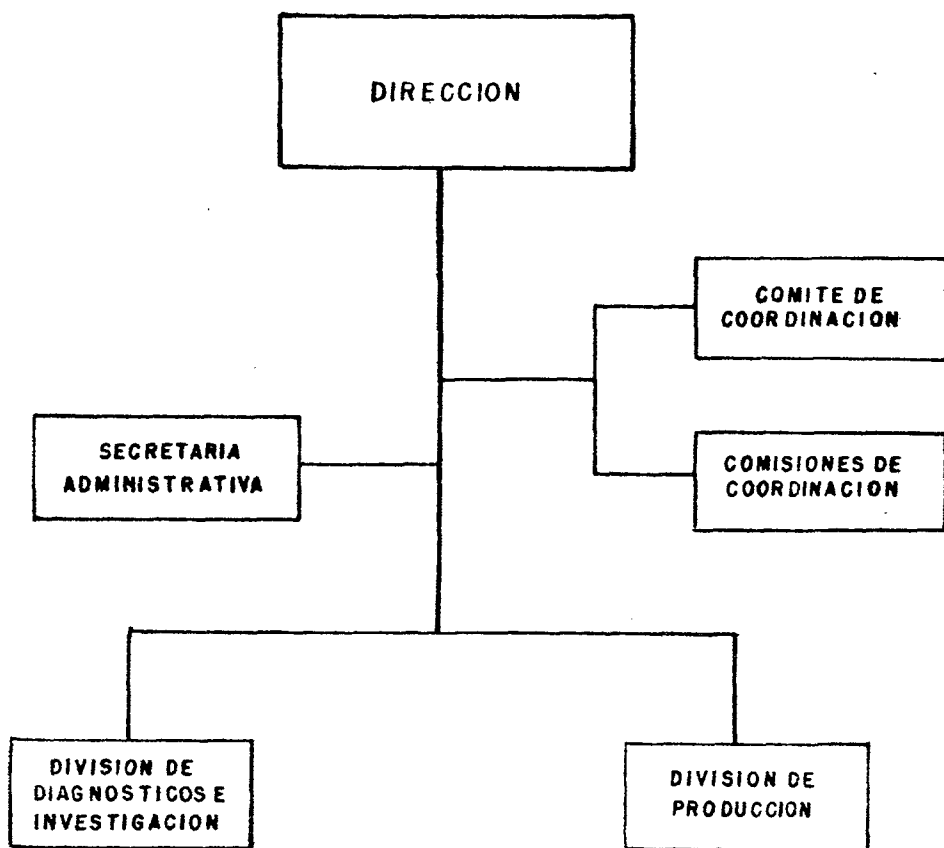 DIRECCION
COMITE DE
COORDINACION
SECRETARIA
ADMINISTRATIVA
COMISIONES DE
COORDINACION
DIVISION DE
DIAGNOSTICOS E
INVESTIGACION
DIVISION DE
PRODUCCION